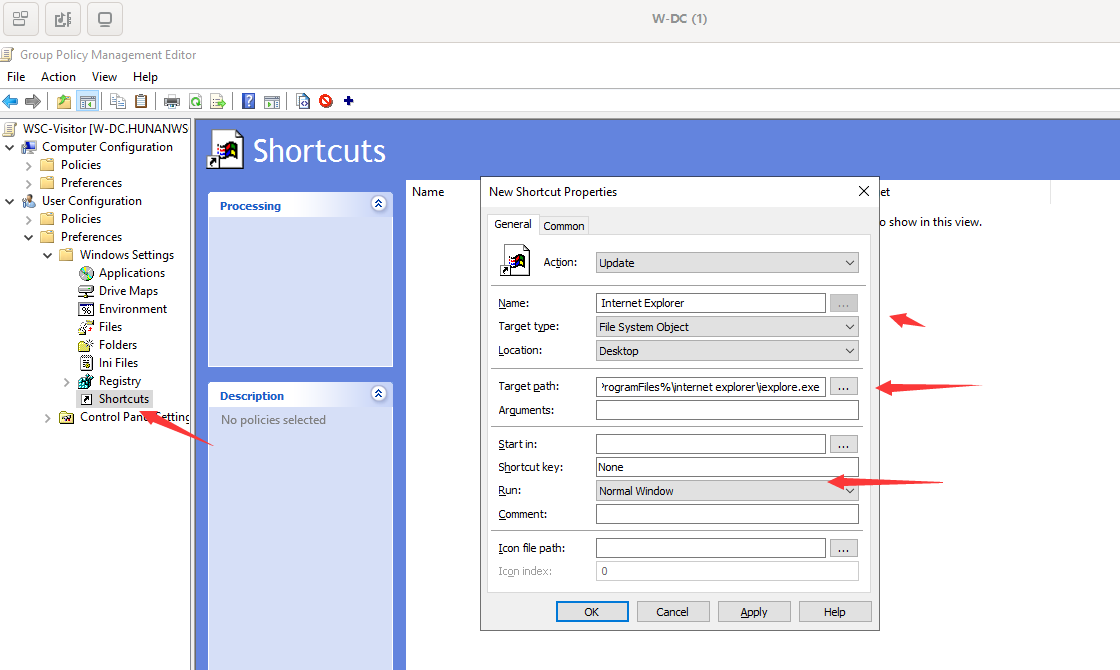 W-DC (1)
Group Policy Management Editor
File Action View Help
WSC-Visitor [W-DC.HUNANWS
Computer Configuration
Policies
Preferences
User Configuration
Policies
Preferences
Windows Settings
Applications
Drive Maps
Environment
Files
Folders
Ini Files
Registry
Shortcuts
Control Panel Setting
Shortcuts
Processing
Description
No policies selected
Name
et
o show in this view.
New Shortcut Properties
General Common
Action: Update
Name: Internet Explorer ...
Target type: File System Object
Location: Desktop
Target path: ProgramFiles%\internet explorer\iexplore.exe ...
Arguments:
Start in: ...
Shortcut key: None
Run: Normal Window
Comment:
Icon file path: ...
Icon index: 0
OK Cancel Apply Help